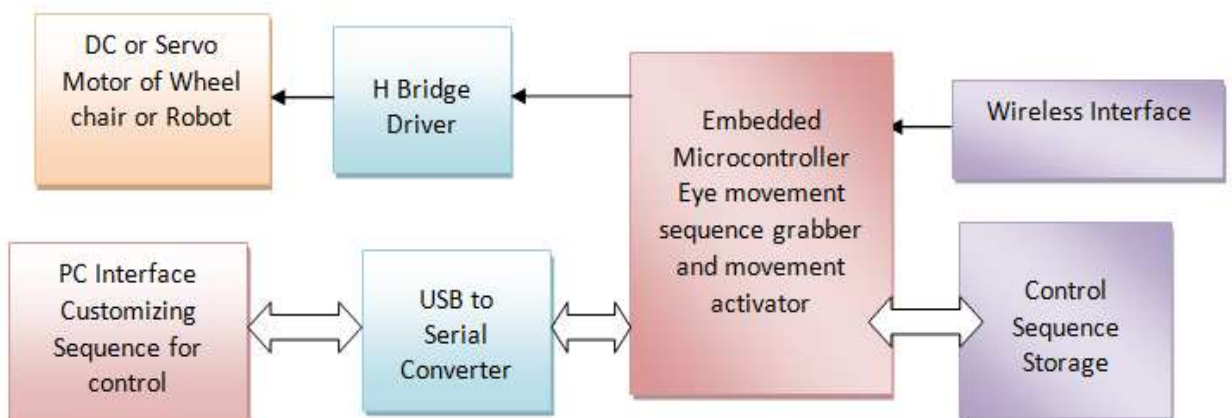 DC or Servo
Motor of Wheel
chair or Robot
H Bridge
Driver
Embedded
Microcontroller
Eye movement
sequence grabber
and movement
activator
Wireless Interface
PC Interface
Customizing
Sequence for
control
USB to
Serial
Converter
Control
Sequence
Storage